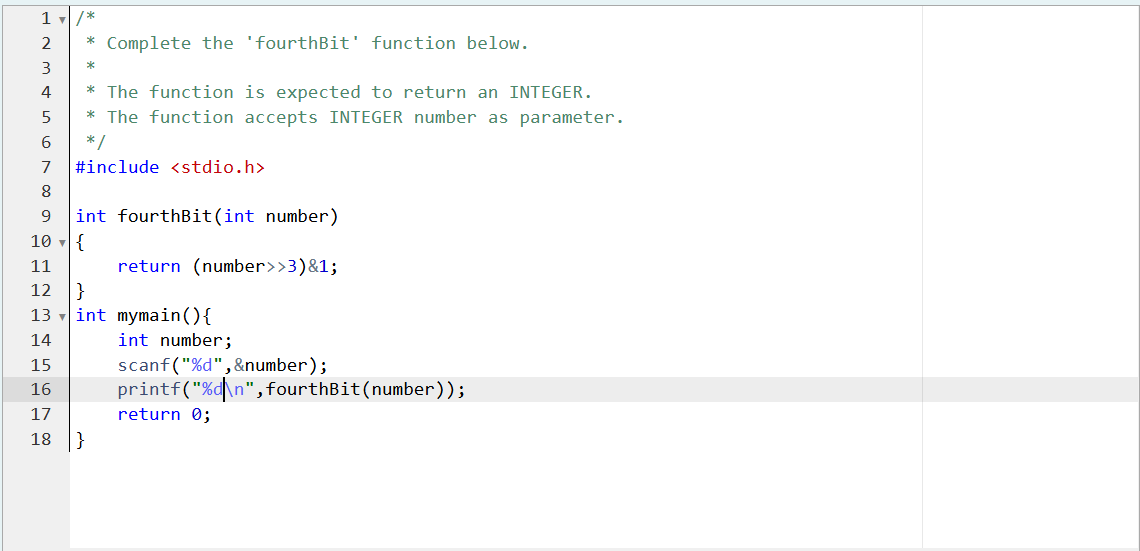 1 /*
2  * Complete the 'fourthBit' function below.
3  *
4  * The function is expected to return an INTEGER.
5  * The function accepts INTEGER number as parameter.
6  */
7 #include <stdio.h>
8
9 int fourthBit(int number)
10 {
11     return (number>>3)&1;
12 }
13 int mymain(){
14     int number;
15     scanf("%d",&number);
16     printf("%d\n",fourthBit(number));
17     return 0;
18 }